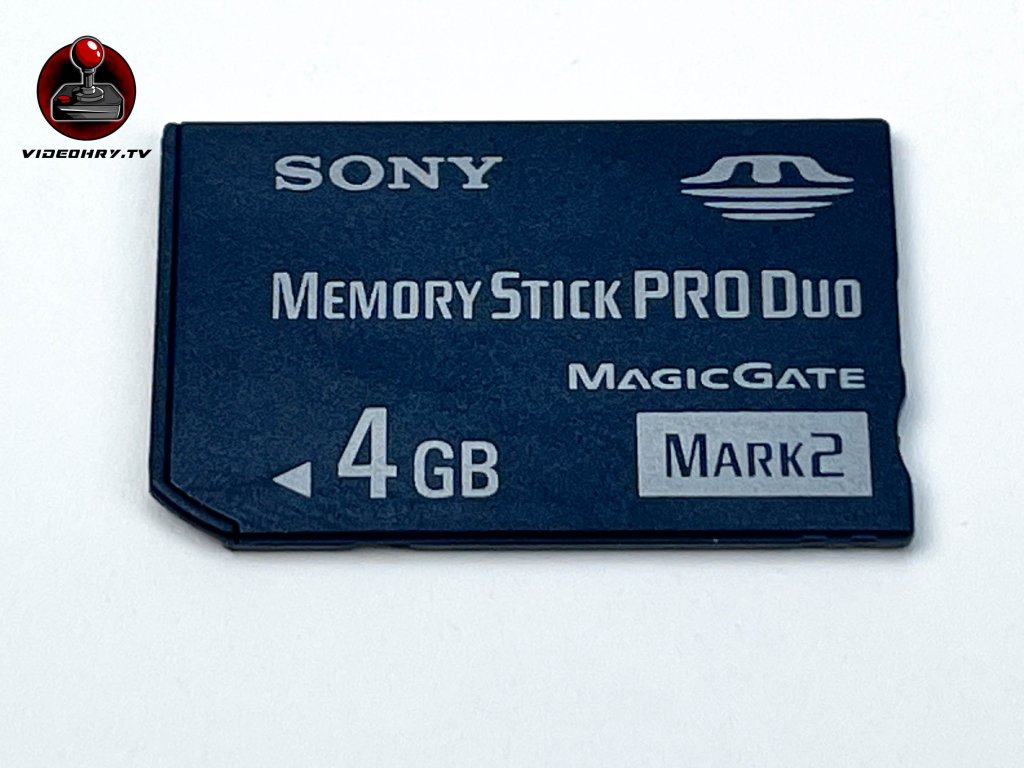 VIDEOHRY.TV
SONY
MEMORY STICK PRO DUO
MAGICGATE
4 GB
MARK2